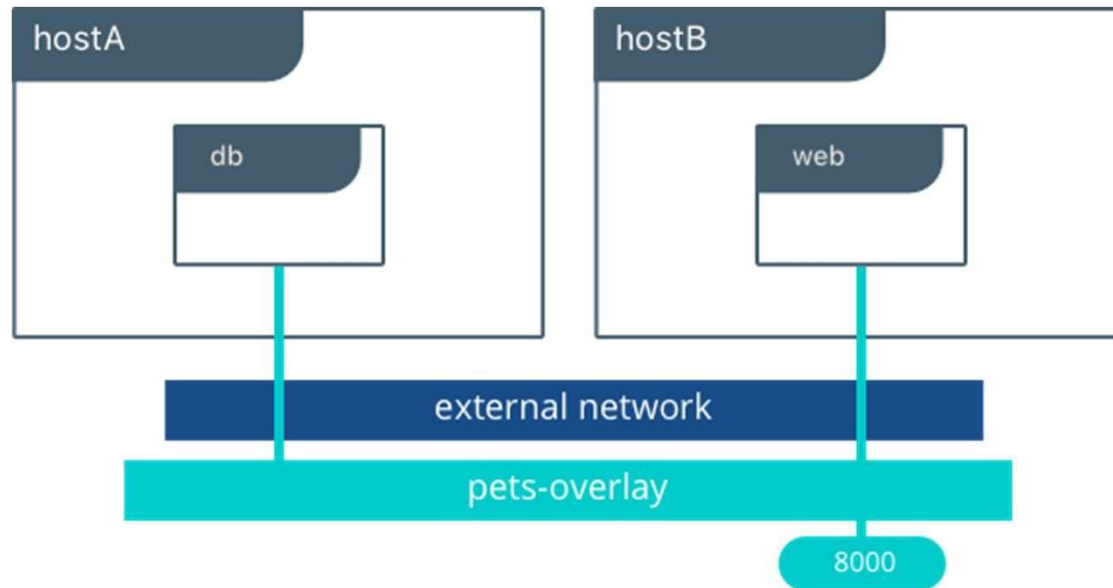 hostA
hostB
db
web
external network
pets-overlay
8000